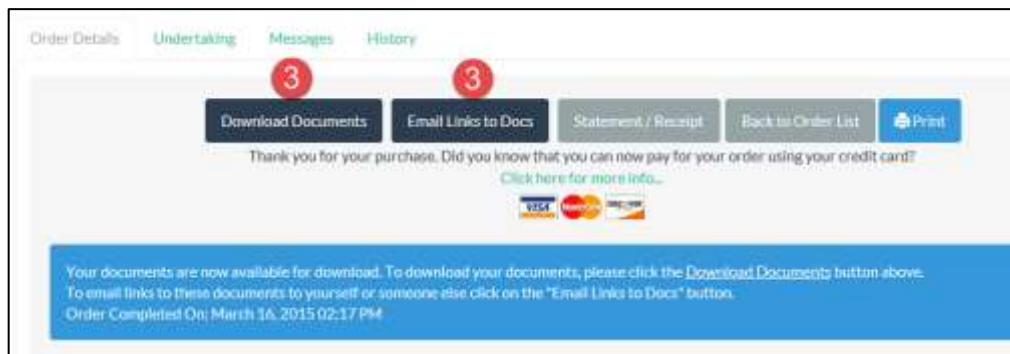 Order Details Undertaking Messages History
3 3
Download Documents Email Links to Docs Statement / Receipt Back to Order List Print
Thank you for your purchase. Did you know that you can now pay for your order using your credit card?
Click here for more info...
VISA MasterCard DISCOVER
Your documents are now available for download. To download your documents, please click the Download Documents button above.
To email links to these documents to yourself or someone else click on the "Email Links to Docs" button.
Order Completed On: March 16, 2015 02:17 PM